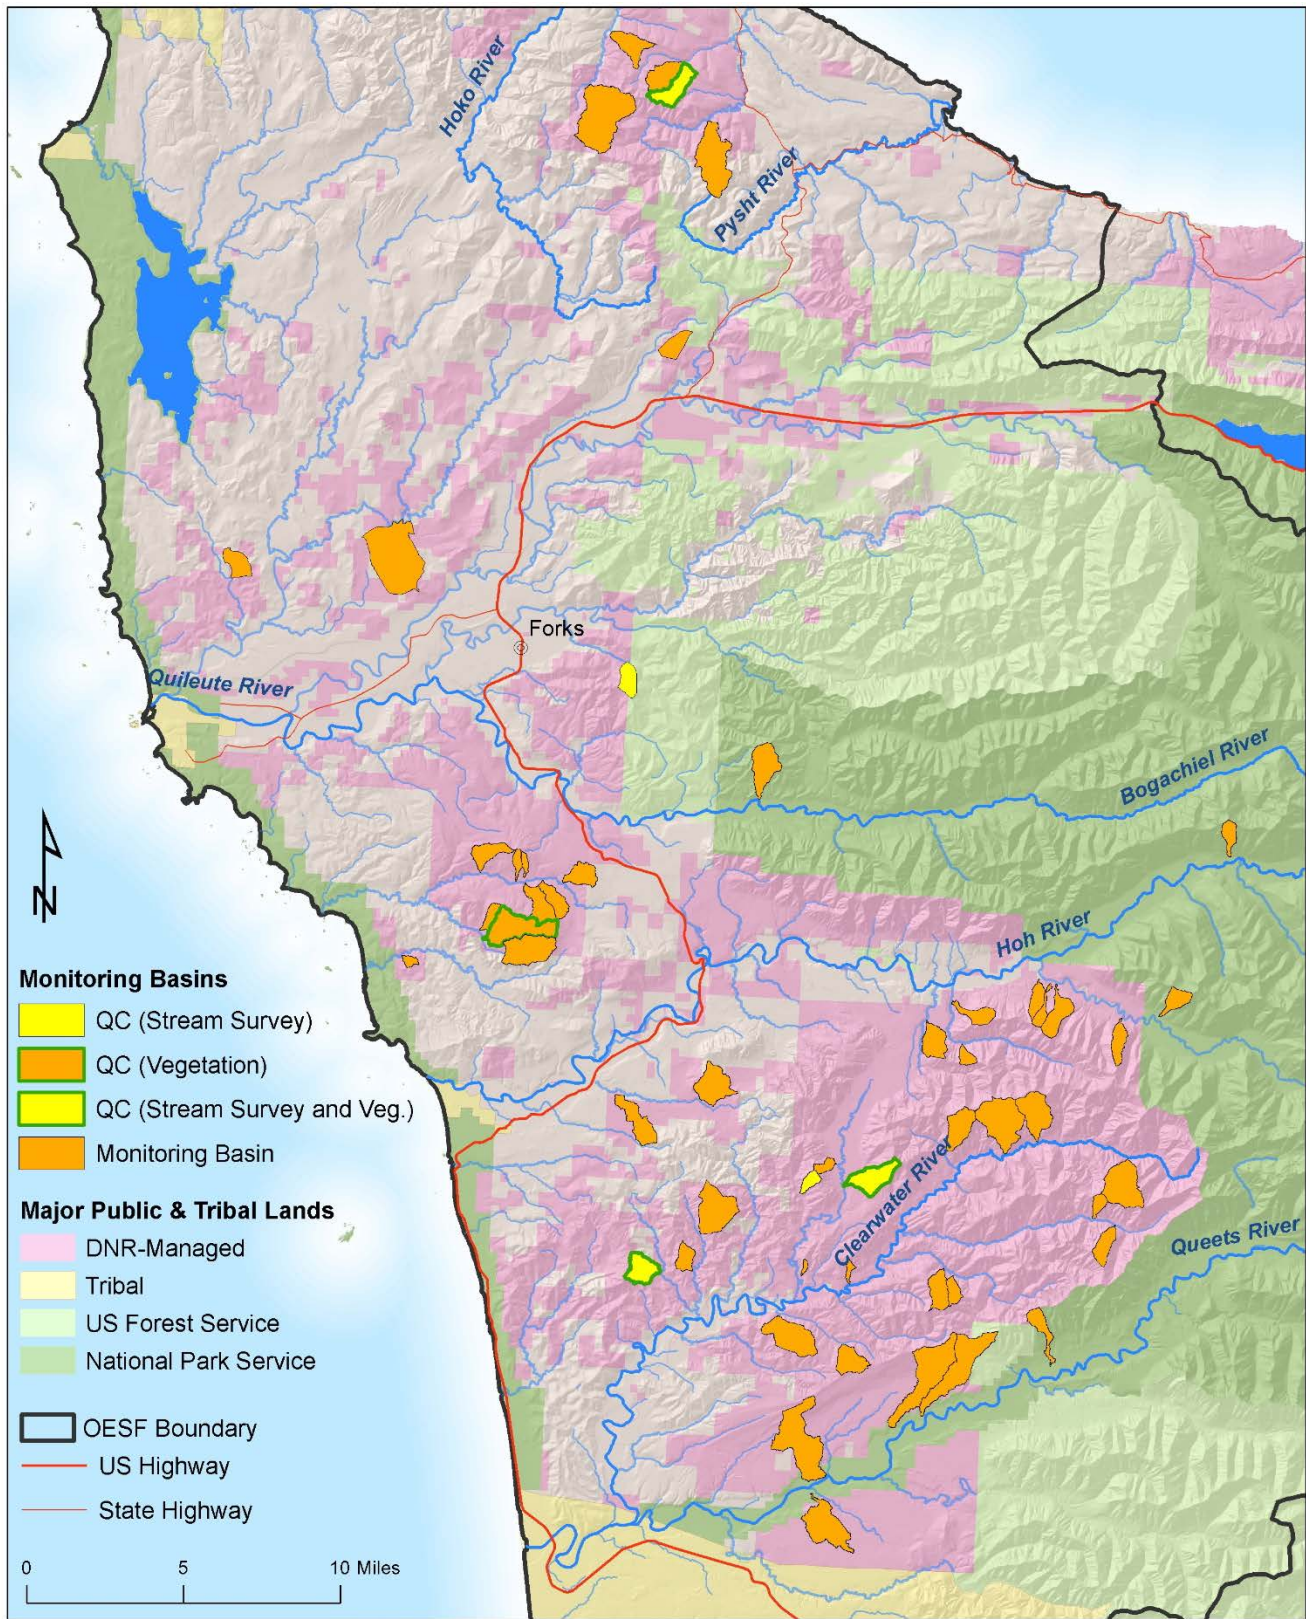 Hoko River
Pysht River
Forks
Quileute River
Bogachiel River
Hoh River
Clearwater River
Queets River
N
Monitoring Basins
QC (Stream Survey)
QC (Vegetation)
QC (Stream Survey and Veg.)
Monitoring Basin
Major Public & Tribal Lands
DNR-Managed
Tribal
US Forest Service
National Park Service
OESF Boundary
US Highway
State Highway
0 5 10 Miles